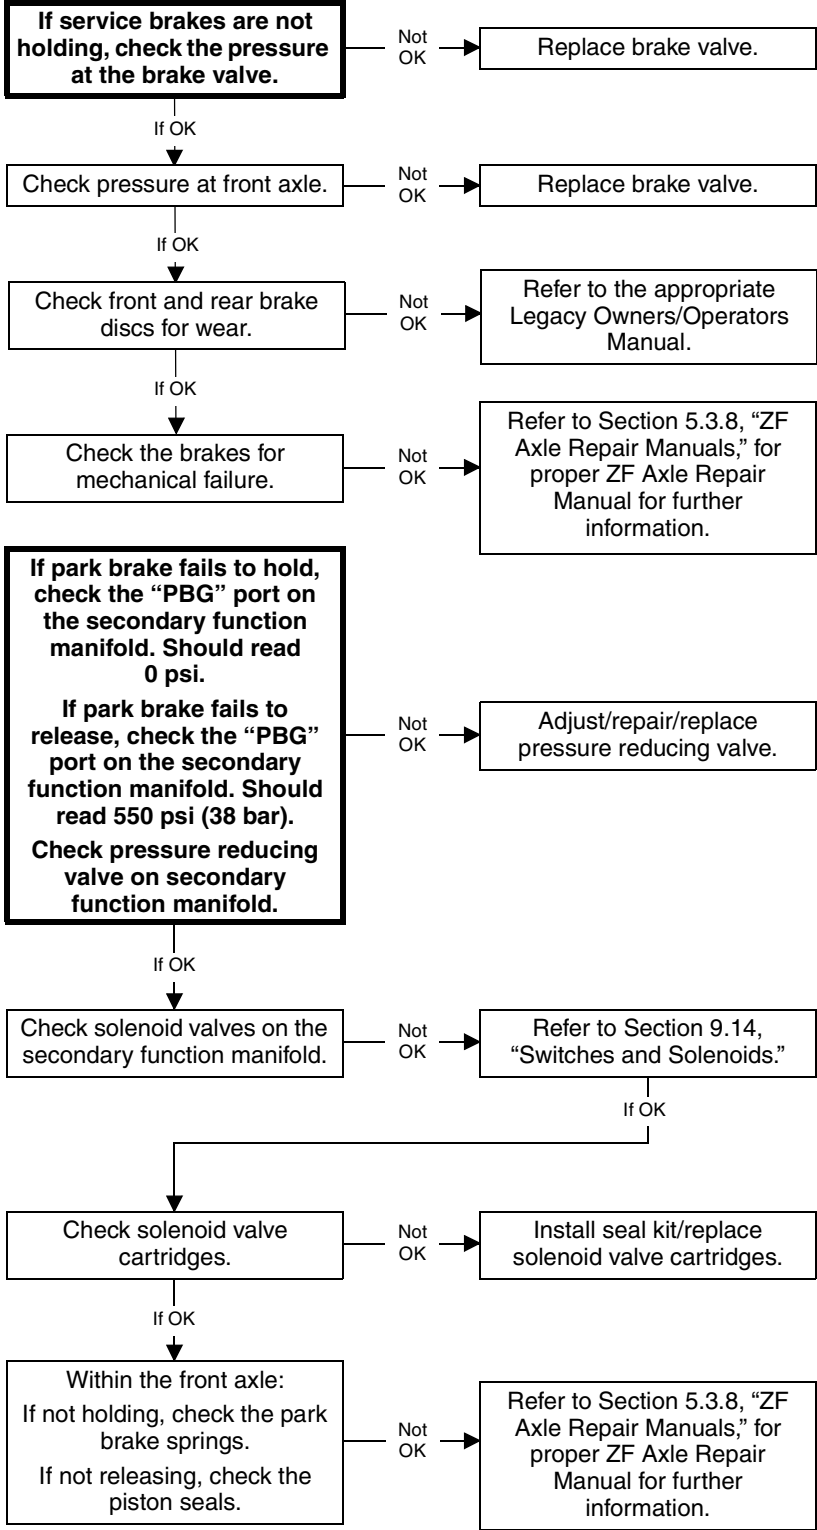 If service brakes are not
holding, check the pressure
at the brake valve.
Not
OK
Replace brake valve.
If OK
Check pressure at front axle.
Not
OK
Replace brake valve.
If OK
Check front and rear brake
discs for wear.
Not
OK
Refer to the appropriate
Legacy Owners/Operators
Manual.
If OK
Check the brakes for
mechanical failure.
Not
OK
Refer to Section 5.3.8, “ZF
Axle Repair Manuals,” for
proper ZF Axle Repair
Manual for further
information.
If park brake fails to hold,
check the “PBG” port on
the secondary function
manifold. Should read
0 psi.
If park brake fails to
release, check the “PBG”
port on the secondary
function manifold. Should
read 550 psi (38 bar).
Check pressure reducing
valve on secondary
function manifold.
Not
OK
Adjust/repair/replace
pressure reducing valve.
If OK
Check solenoid valves on the
secondary function manifold.
Not
OK
Refer to Section 9.14,
“Switches and Solenoids.”
If OK
Check solenoid valve
cartridges.
Not
OK
Install seal kit/replace
solenoid valve cartridges.
If OK
Within the front axle:
If not holding, check the park
brake springs.
If not releasing, check the
piston seals.
Not
OK
Refer to Section 5.3.8, “ZF
Axle Repair Manuals,” for
proper ZF Axle Repair
Manual for further
information.